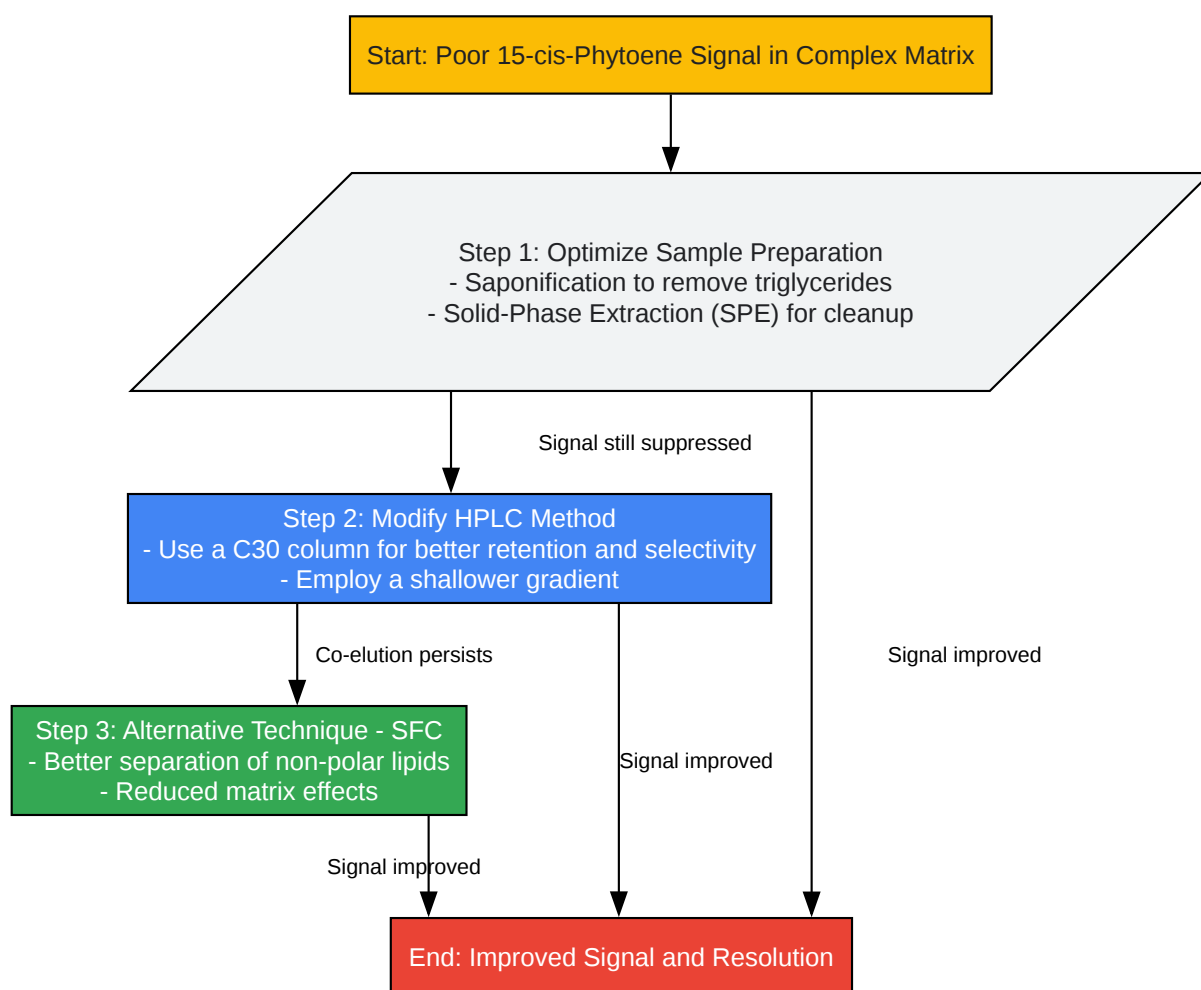 Start: Poor 15-cis-Phytoene Signal in Complex Matrix
Step 1: Optimize Sample Preparation
- Saponification to remove triglycerides
- Solid-Phase Extraction (SPE) for cleanup
Signal still suppressed
Step 2: Modify HPLC Method
- Use a C30 column for better retention and selectivity
- Employ a shallower gradient
Co-elution persists
Signal improved
Step 3: Alternative Technique - SFC
- Better separation of non-polar lipids
- Reduced matrix effects
Signal improved
Signal improved
End: Improved Signal and Resolution